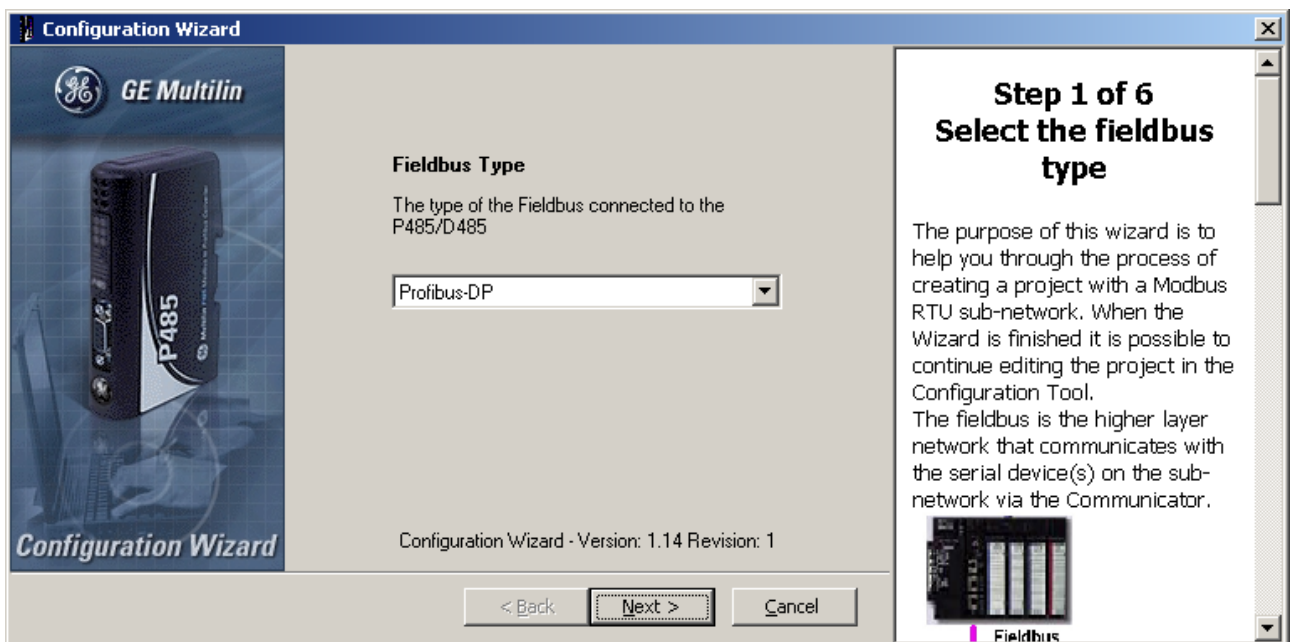 Configuration Wizard
GE Multilin
P485
Configuration Wizard
Fieldbus Type
The type of the Fieldbus connected to the
P485/D485
Profibus-DP
Configuration Wizard - Version: 1.14 Revision: 1
< Back
Next >
Cancel
Step 1 of 6
Select the fieldbus
type
The purpose of this wizard is to
help you through the process of
creating a project with a Modbus
RTU sub-network. When the
Wizard is finished it is possible to
continue editing the project in the
Configuration Tool.
The fieldbus is the higher layer
network that communicates with
the serial device(s) on the sub-
network via the Communicator.
Fieldbus